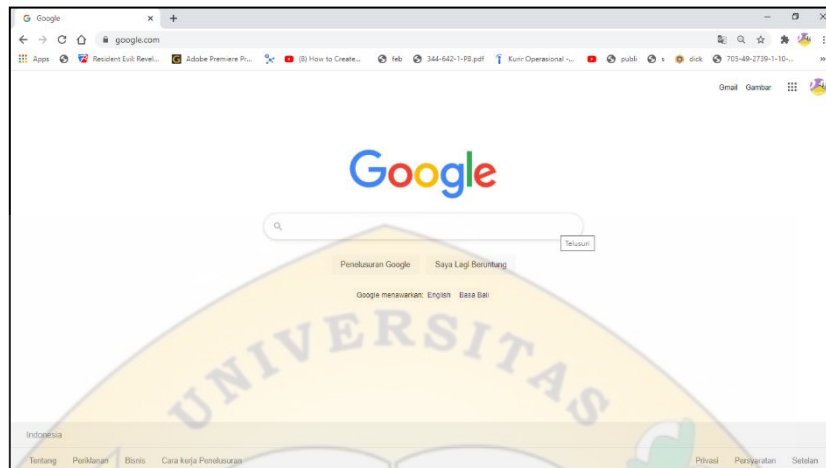 Google
google.com
Apps Resident Evil: Revel... Adobe Premiere Pr... (8) How to Create... feb 344-642-1-PB.pdf Kurir Operasional -... publi s dick 705-49-2739-1-10-...
Gmail Gambar
Google
Telusuri
Penelusuran Google Saya Lagi Beruntung
Google menawarkan: English Basa Bali
UNIVERSITAS
Indonesia
Tentang Periklanan Bisnis Cara kerja Penelusuran Privasi Persyaratan Setelan